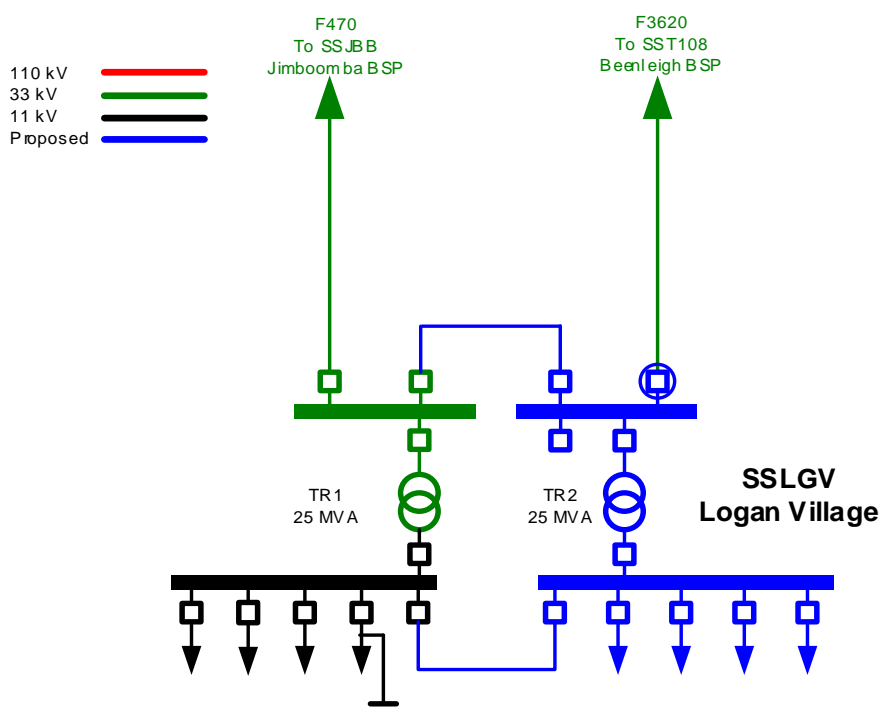 F470
To SSJBB
Jimboomba BSP
F3620
To SST108
Beenleigh BSP
110 kV
33 kV
11 kV
Proposed
TR1
25 MVA
TR2
25 MVA
SSLGV
Logan Village